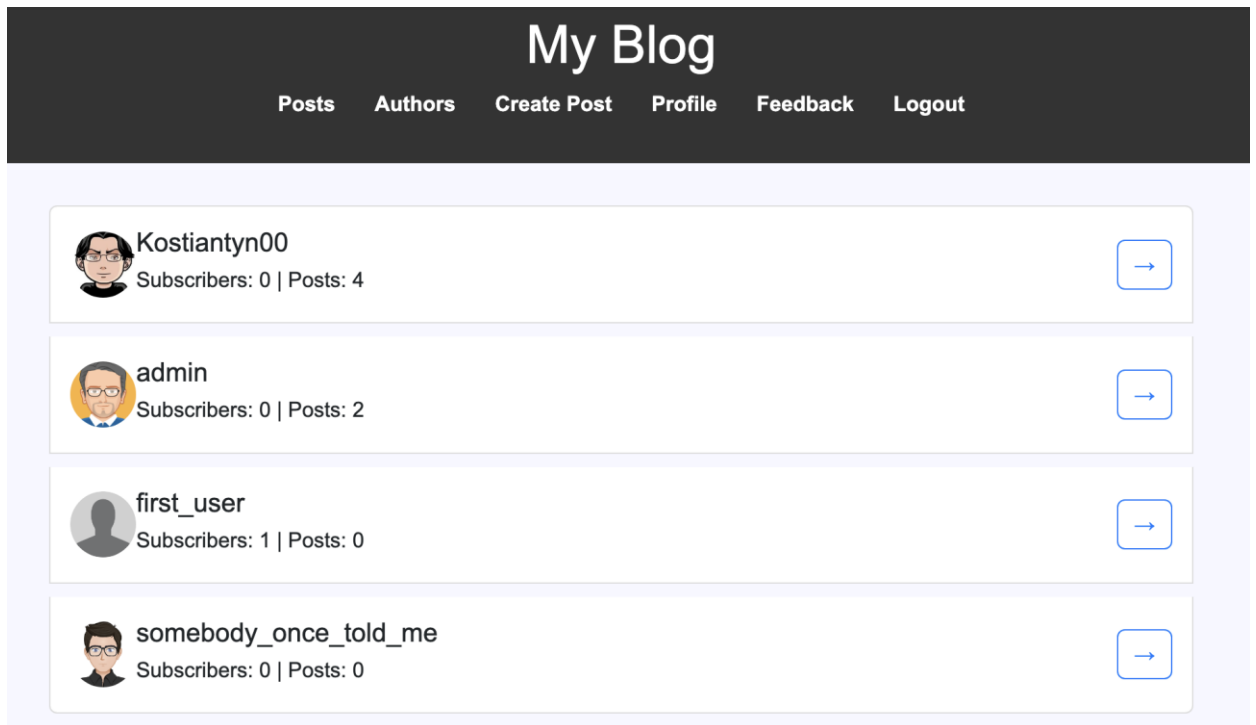 My Blog
Posts Authors Create Post Profile Feedback Logout
Kostiantyn00
Subscribers: 0 | Posts: 4
→
admin
Subscribers: 0 | Posts: 2
→
first_user
Subscribers: 1 | Posts: 0
→
somebody_once_told_me
Subscribers: 0 | Posts: 0
→